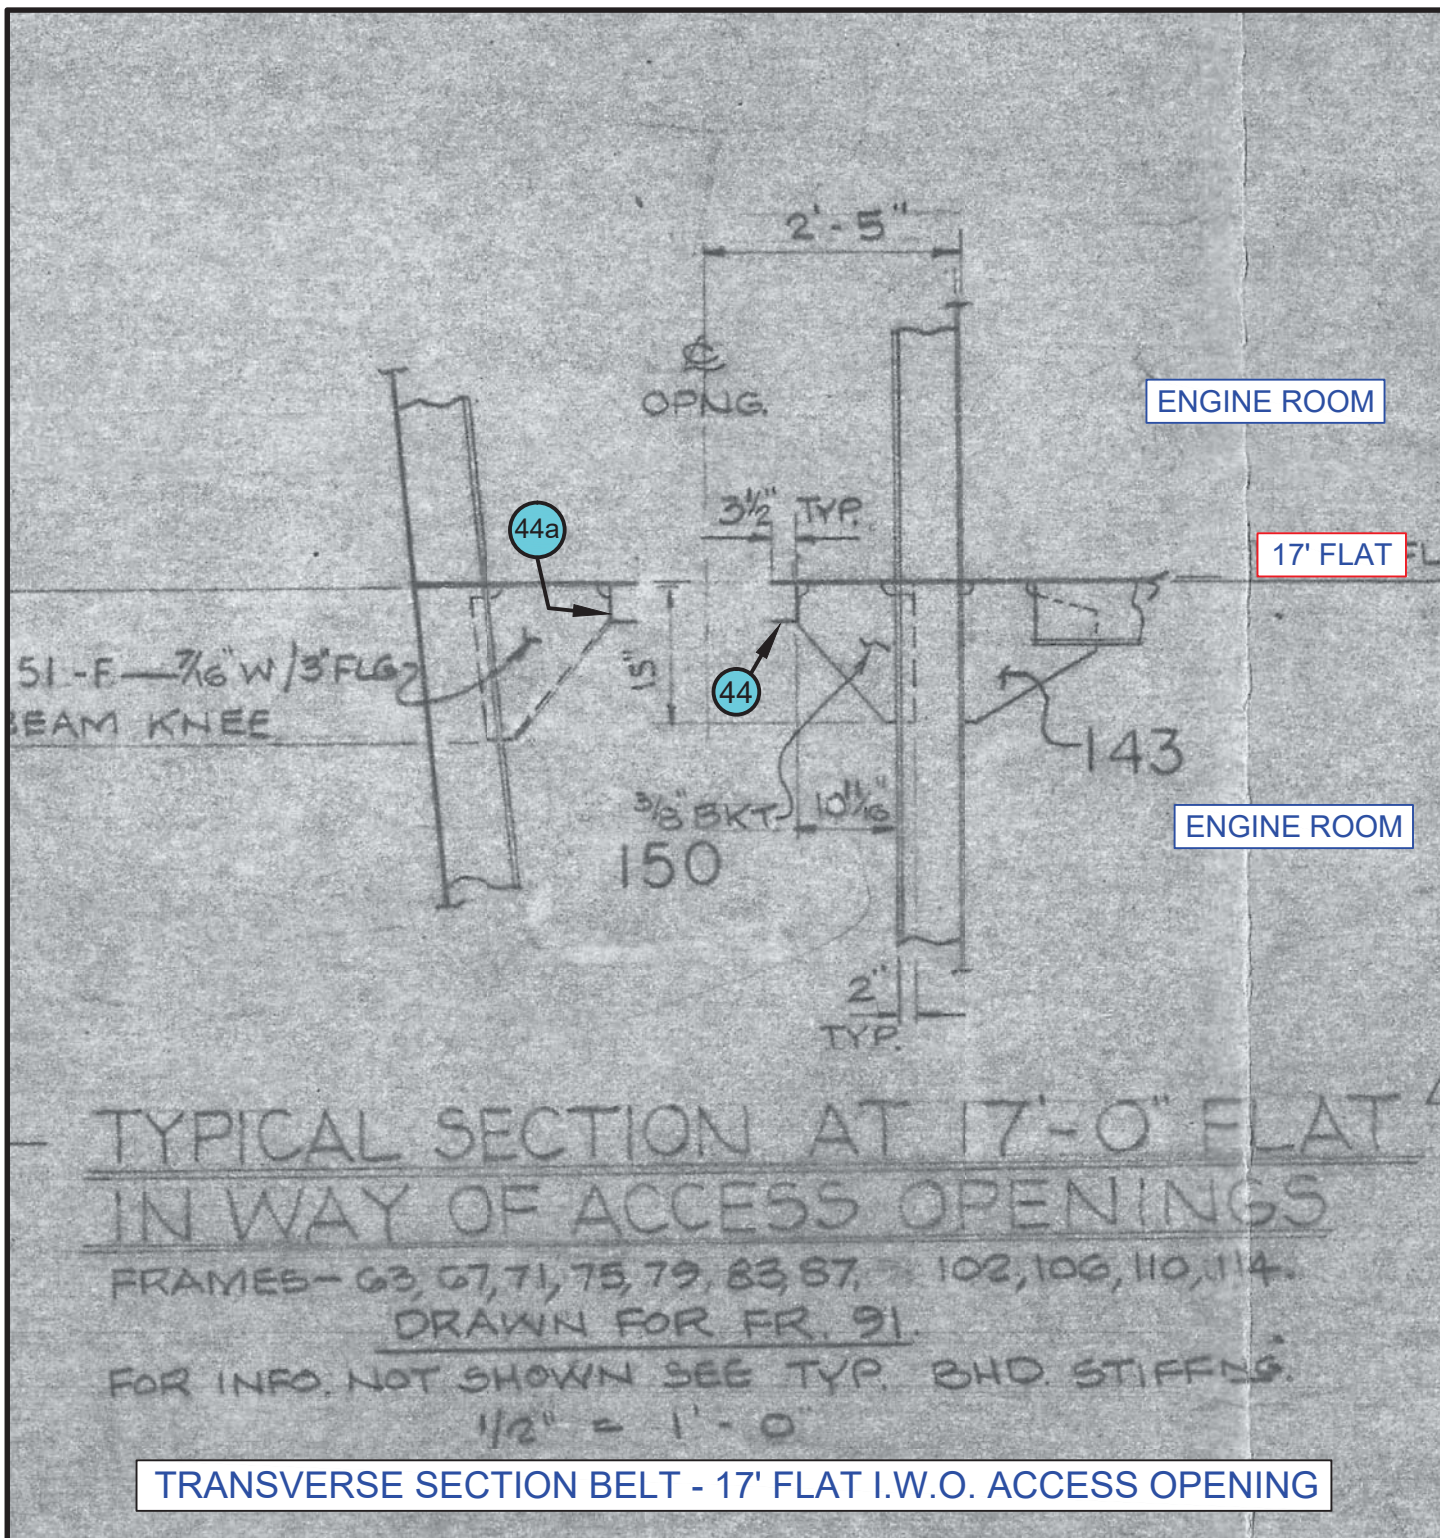 2'-5"
℄
OPNG.
ENGINE ROOM
3½" TYP.
44a
17' FLAT
15"
51-F — 7/16" W/3" FLG
BEAM KNEE
44
143
3/8" BKT.
10 11/16"
150
ENGINE ROOM
2"
TYP.
TYPICAL SECTION AT 17'-0" FLAT
IN WAY OF ACCESS OPENINGS
FRAMES- 63, 67, 71, 75, 79, 83, 87, 102, 106, 110, 114.
DRAWN FOR FR. 91.
FOR INFO. NOT SHOWN SEE TYP. BHD. STIFFNG.
1/2" = 1'-0"
TRANSVERSE SECTION BELT - 17' FLAT I.W.O. ACCESS OPENING